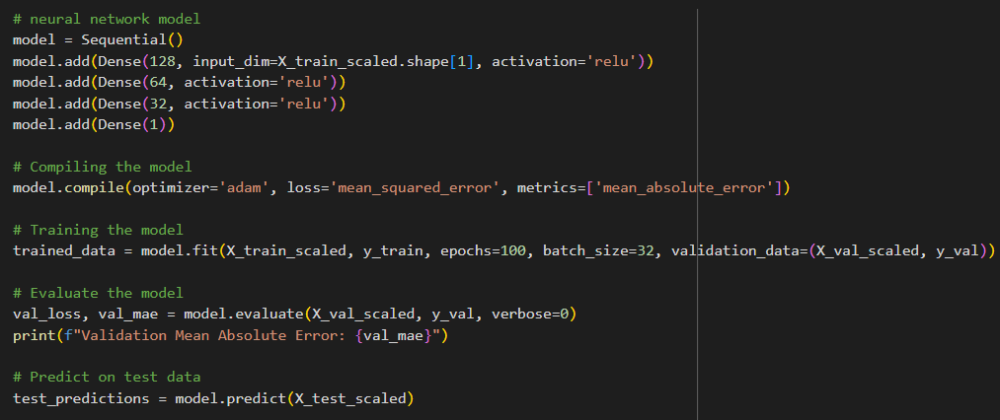 # neural network model
model = Sequential()
model.add(Dense(128, input_dim=X_train_scaled.shape[1], activation='relu'))
model.add(Dense(64, activation='relu'))
model.add(Dense(32, activation='relu'))
model.add(Dense(1))
# Compiling the model
model.compile(optimizer='adam', loss='mean_squared_error', metrics=['mean_absolute_error'])
# Training the model
trained_data = model.fit(X_train_scaled, y_train, epochs=100, batch_size=32, validation_data=(X_val_scaled, y_val))
# Evaluate the model
val_loss, val_mae = model.evaluate(X_val_scaled, y_val, verbose=0)
print(f"Validation Mean Absolute Error: {val_mae}")
# Predict on test data
test_predictions = model.predict(X_test_scaled)